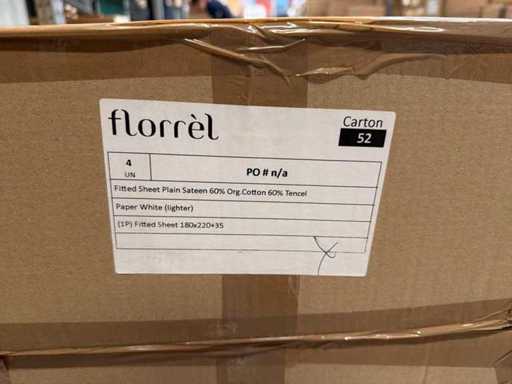 florrèl
Carton
52
4
UN
PO # n/a
Fitted Sheet Plain Sateen 60% Org.Cotton 60% Tencel
Paper White (lighter)
(1P) Fitted Sheet 180x220+35